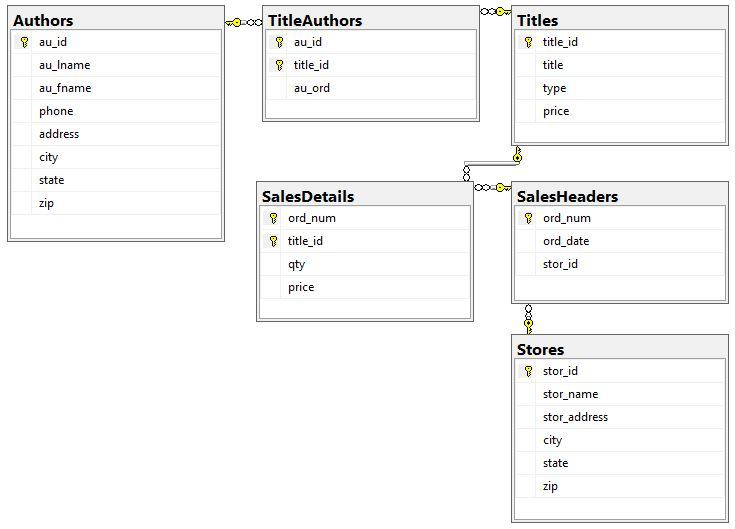 Authors
au_id
au_lname
au_fname
phone
address
city
state
zip
TitleAuthors
au_id
title_id
au_ord
Titles
title_id
title
type
price
SalesDetails
ord_num
title_id
qty
price
SalesHeaders
ord_num
ord_date
stor_id
Stores
stor_id
stor_name
stor_address
city
state
zip